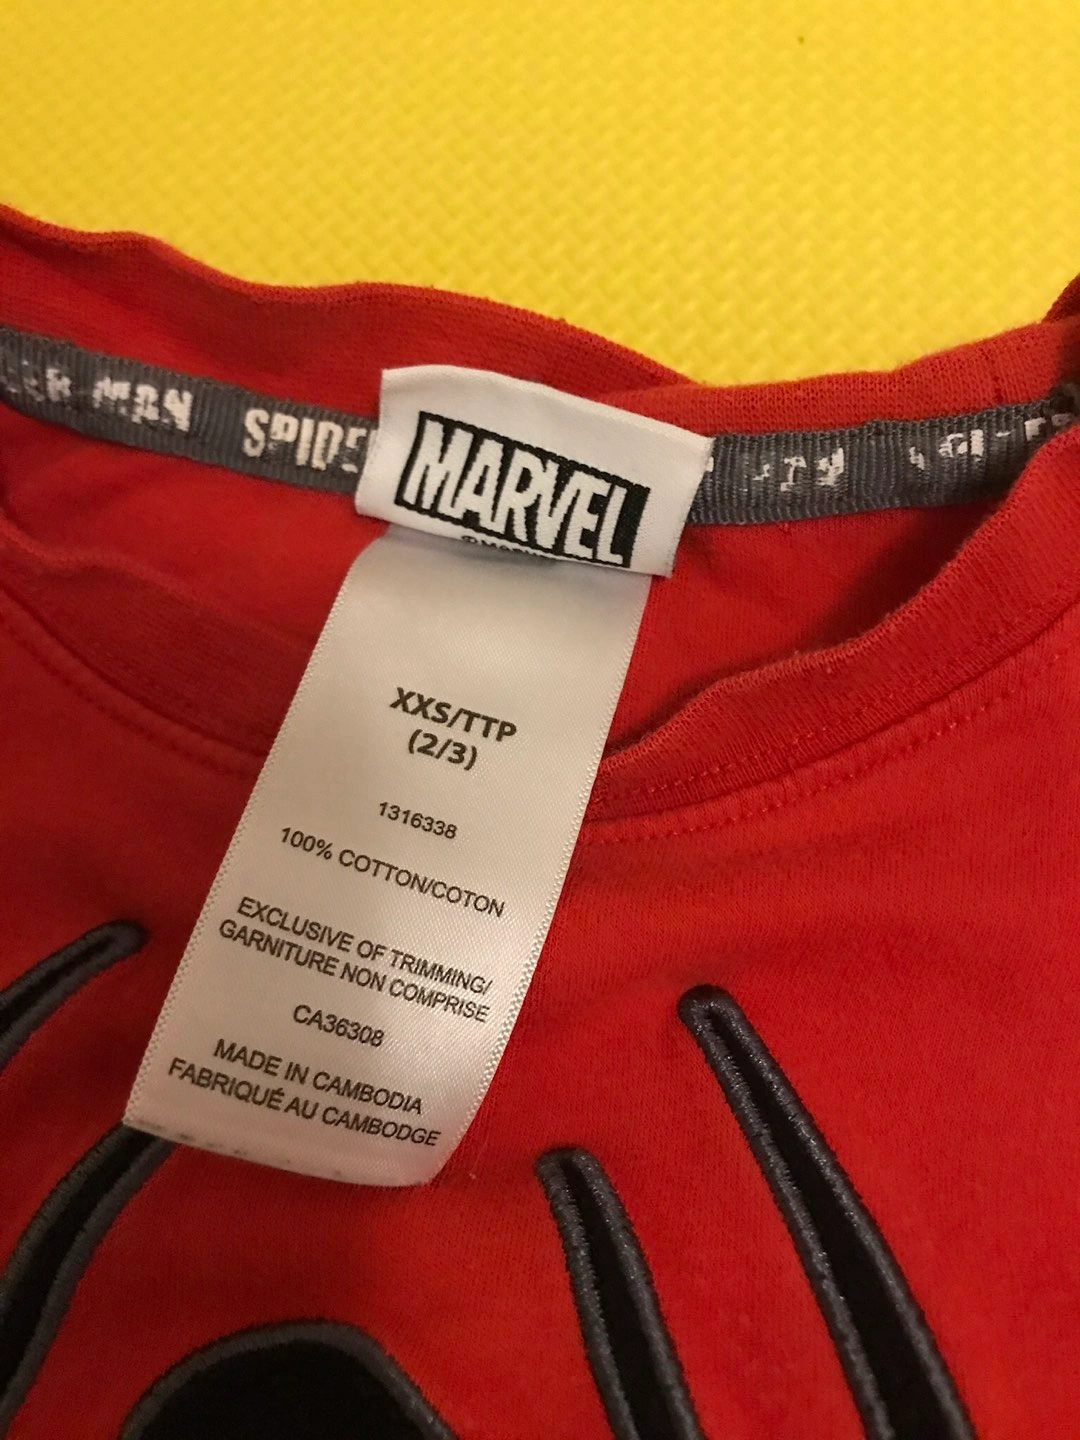 MAN SPIDE
MARVEL
XXS/TTP
(2/3)
1316338
100% COTTON/COTON
EXCLUSIVE OF TRIMMING/
GARNITURE NON COMPRISE
CA36308
MADE IN CAMBODIA
FABRIQUÉ AU CAMBODGE